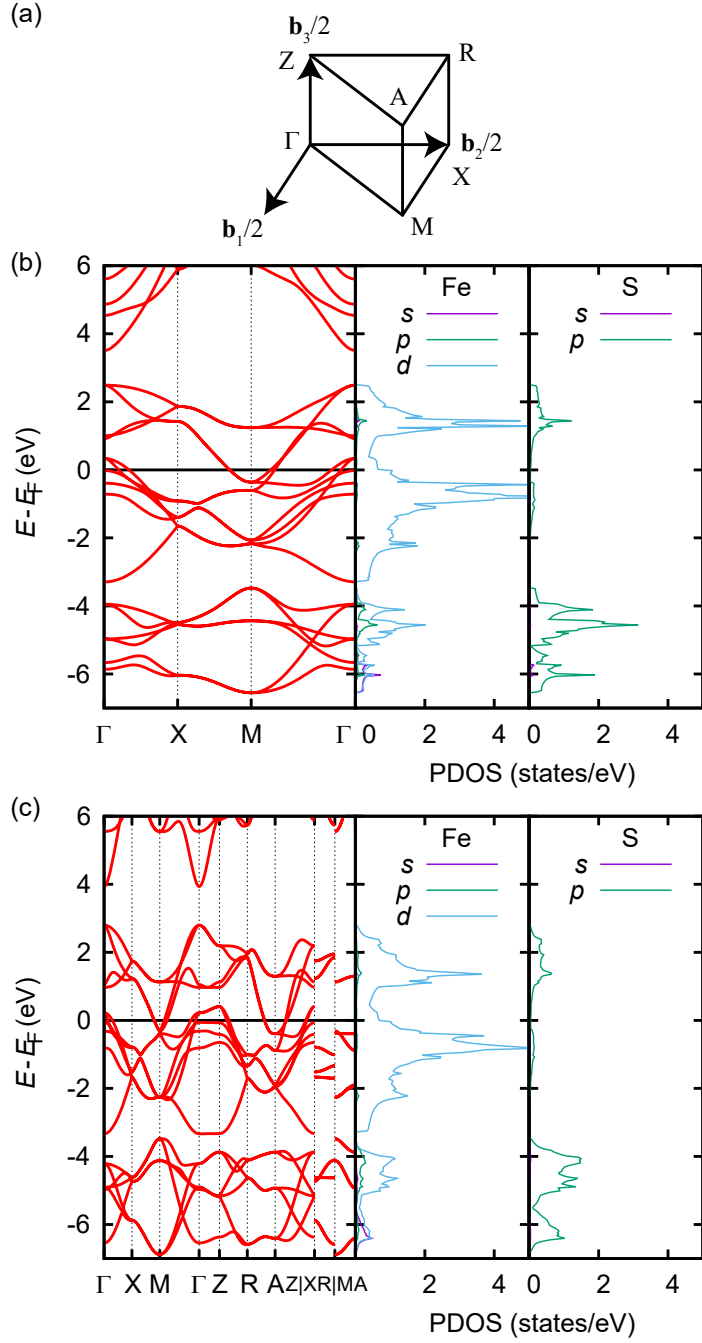 (a)
b3/2
Z
R
A
Γ
b2/2
X
b1/2
M
(b)
6
4
2
0
-2
-4
-6
E-EF (eV)
Γ
X
M
Γ
Fe
s
p
d
S
s
p
0
2
4
0
2
4
PDOS (states/eV)
(c)
6
4
2
0
-2
-4
-6
E-EF (eV)
Γ X M Γ Z R A Z|XR|MA
Fe
s
p
d
S
s
p
0
2
4
0
2
4
PDOS (states/eV)